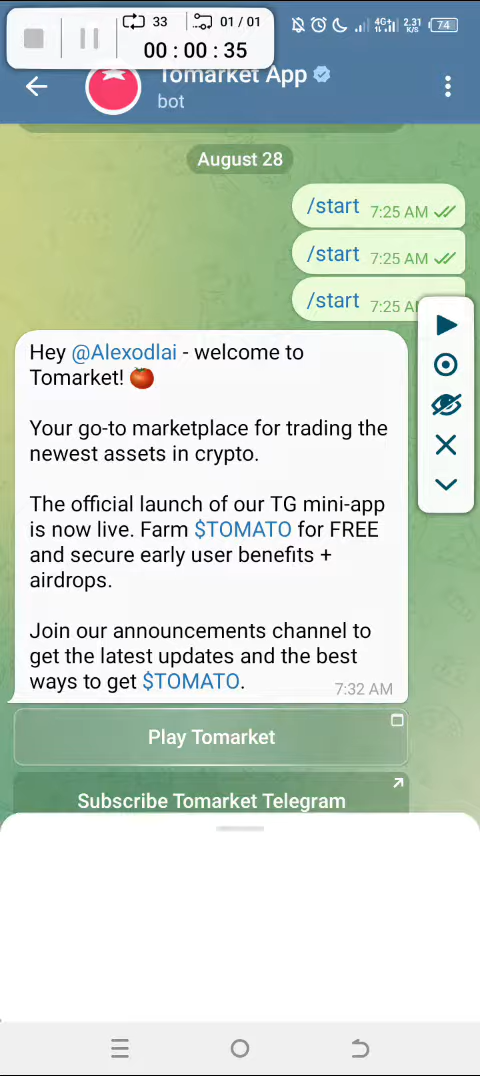 33
01 / 01
00 : 00 : 35
4G+
2.31
K/S
74
Tomarket App
bot
August 28
/start 7:25 AM
/start 7:25 AM
/start 7:25 AM
Hey @Alexodlai - welcome to
Tomarket! 🍅
Your go-to marketplace for trading the
newest assets in crypto.
The official launch of our TG mini-app
is now live. Farm $TOMATO for FREE
and secure early user benefits +
airdrops.
Join our announcements channel to
get the latest updates and the best
ways to get $TOMATO.
7:32 AM
Play Tomarket
Subscribe Tomarket Telegram